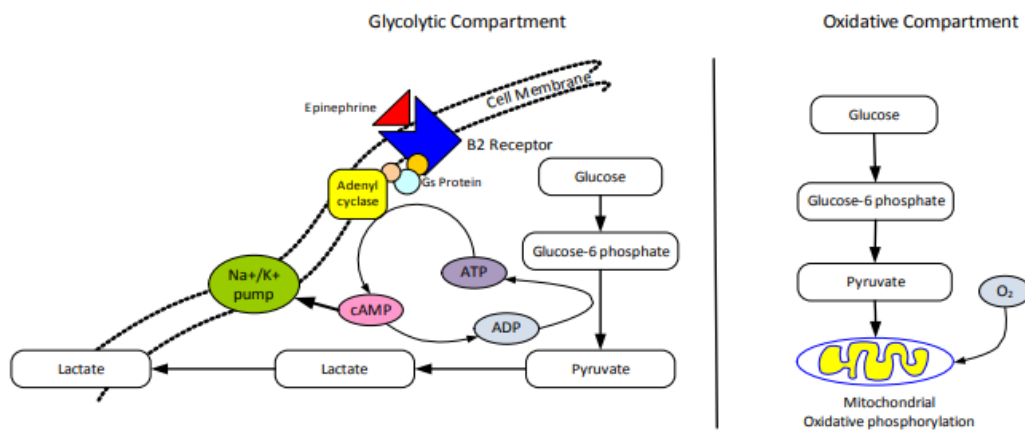 Glycolytic Compartment
Oxidative Compartment
Cell Membrane
Epinephrine
B2 Receptor
Gs Protein
Adenyl
cyclase
Glucose
Glucose-6 phosphate
ATP
Na+/K+
pump
cAMP
ADP
Lactate
Lactate
Pyruvate
Glucose
Glucose-6 phosphate
Pyruvate
O₂
Mitochondrial
Oxidative phosphorylation